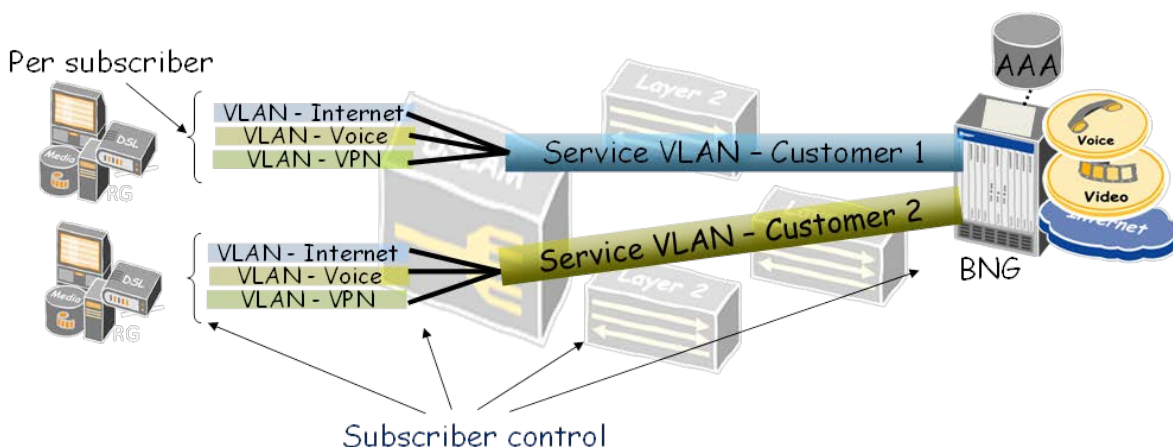 Per subscriber
AAA
VLAN - Internet
VLAN - Voice
VLAN - VPN
DSL
Media
RG
Layer 2
Service VLAN – Customer 1
Voice
Video
Internet
BNG
VLAN - Internet
VLAN - Voice
VLAN - VPN
DSL
Media
RG
Service VLAN – Customer 2
Layer 2
Subscriber control